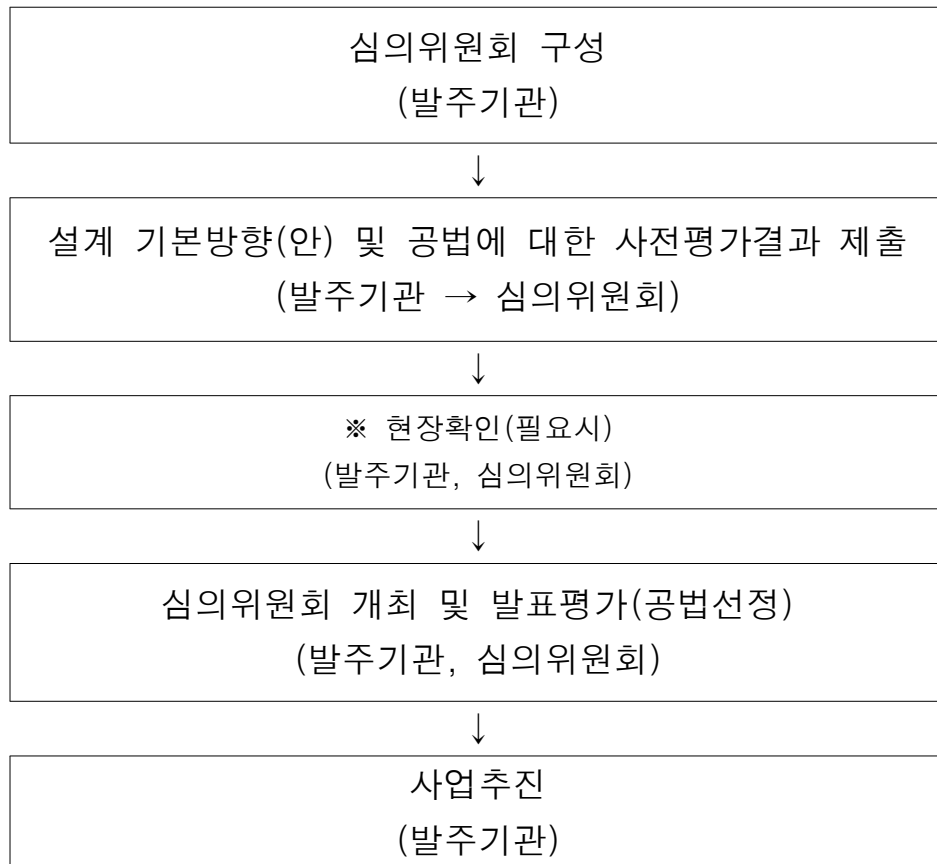 심의위원회 구성
(발주기관)
↓
설계 기본방향(안) 및 공법에 대한 사전평가결과 제출
(발주기관 → 심의위원회)
↓
※ 현장확인(필요시)
(발주기관, 심의위원회)
↓
심의위원회 개최 및 발표평가(공법선정)
(발주기관, 심의위원회)
↓
사업추진
(발주기관)